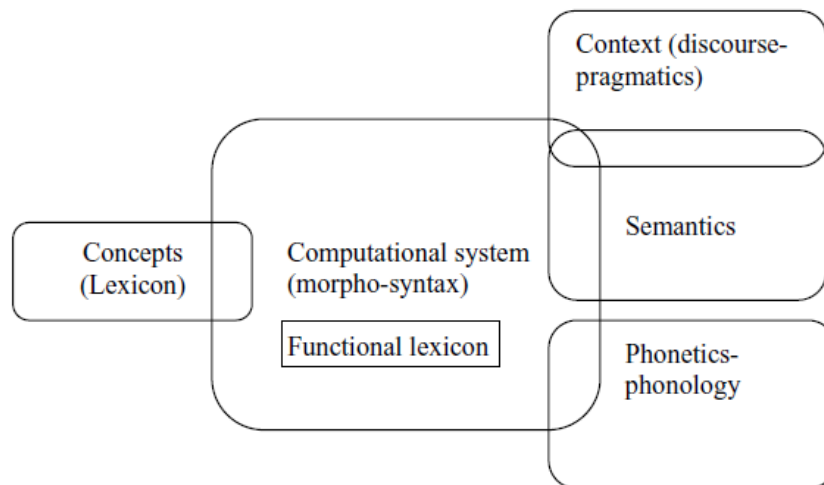 Context (discourse-
pragmatics)
Semantics
Concepts
(Lexicon)
Computational system
(morpho-syntax)
Functional lexicon
Phonetics-
phonology